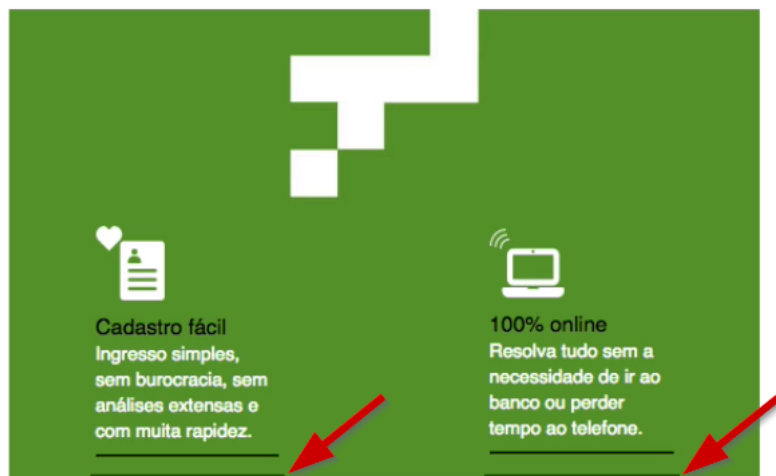 Cadastro fácil
Ingresso simples,
sem burocracia, sem
análises extensas e
com muita rapidez.
100% online
Resolva tudo sem a
necessidade de ir ao
banco ou perder
tempo ao telefone.